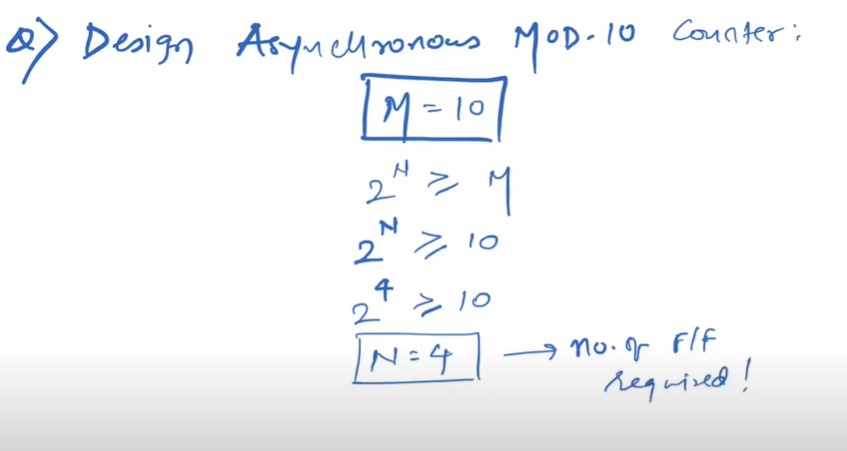 Q) Design Asynchronous MOD-10 Counter:
M = 10
2^N ≥ M
2^N ≥ 10
2^4 ≥ 10
N = 4 → no. of F/F
required!